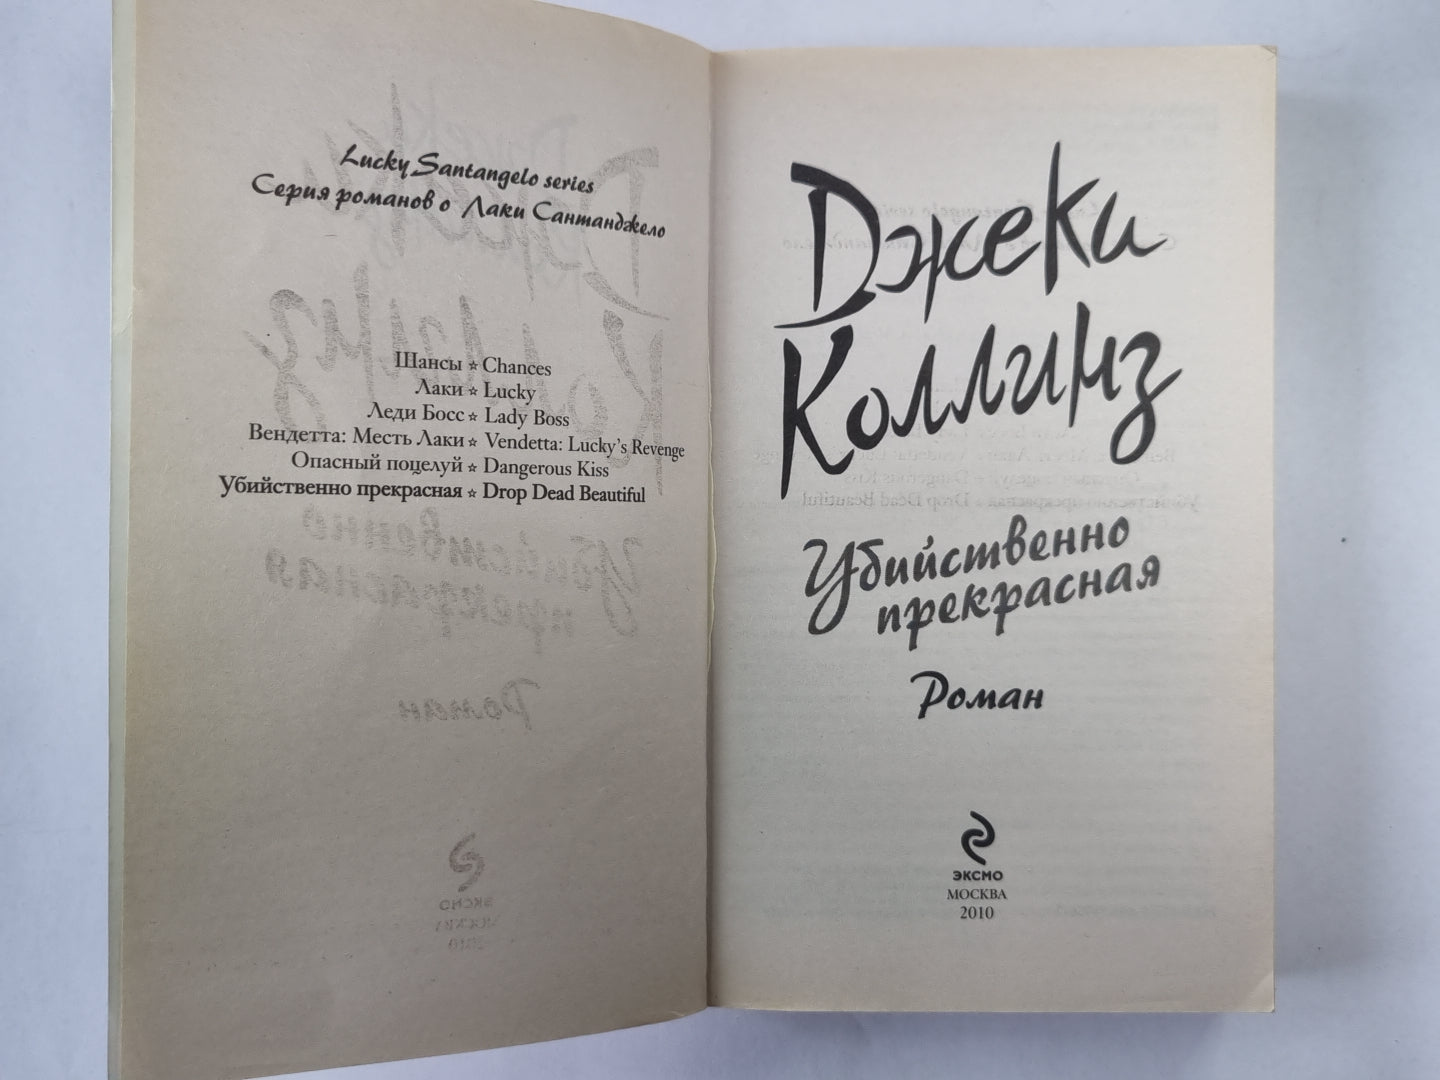 Lucky Santangelo series
Серия романов о Лаки Сантанджело
Шансы ☆ Chances
Лаки ☆ Lucky
Леди Босс ☆ Lady Boss
Вендетта: Месть Лаки ☆ Vendetta: Lucky's Revenge
Опасный поцелуй ☆ Dangerous Kiss
Убийственно прекрасная ☆ Drop Dead Beautiful
Джеки
Коллинз
Убийственно
прекрасная
Роман
ЭКСМО
МОСКВА
2010